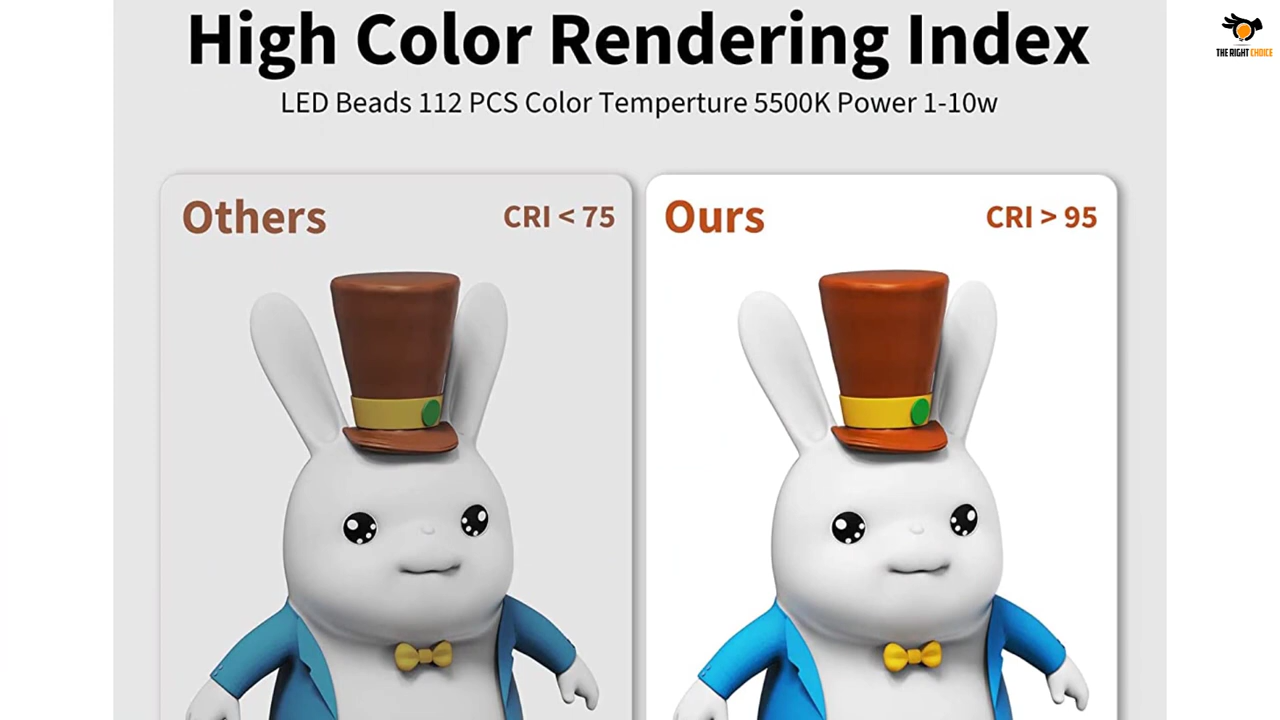 High Color Rendering Index
LED Beads 112 PCS Color Temperture 5500K Power 1-10w
THE RIGHT CHOICE
Others
CRI < 75
Ours
CRI > 95